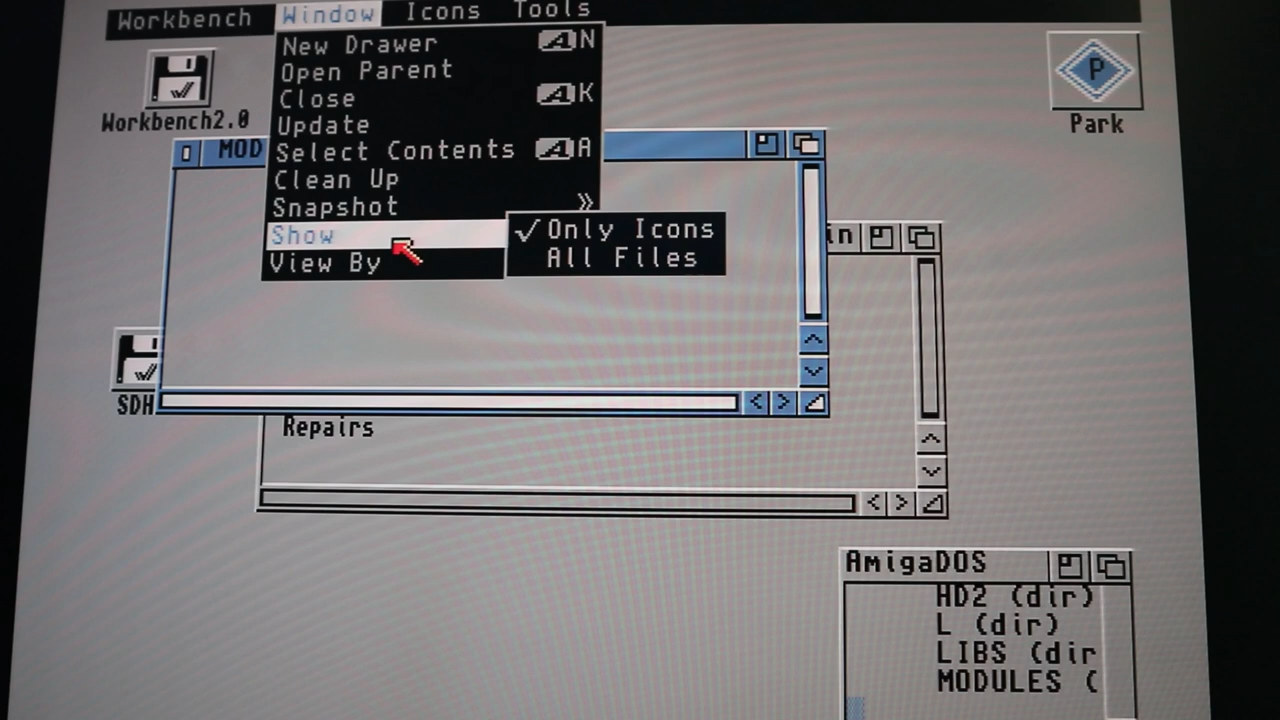 Workbench Window Icons Tools
New Drawer A N
Open Parent
Close A K
Update
Select Contents A A
Clean Up
Snapshot »
Show
View By
✓ Only Icons
All Files
Workbench2.0
P
Park
MOD
in
SDH
Repairs
AmigaDOS
HD2 (dir)
L (dir)
LIBS (dir
MODULES (